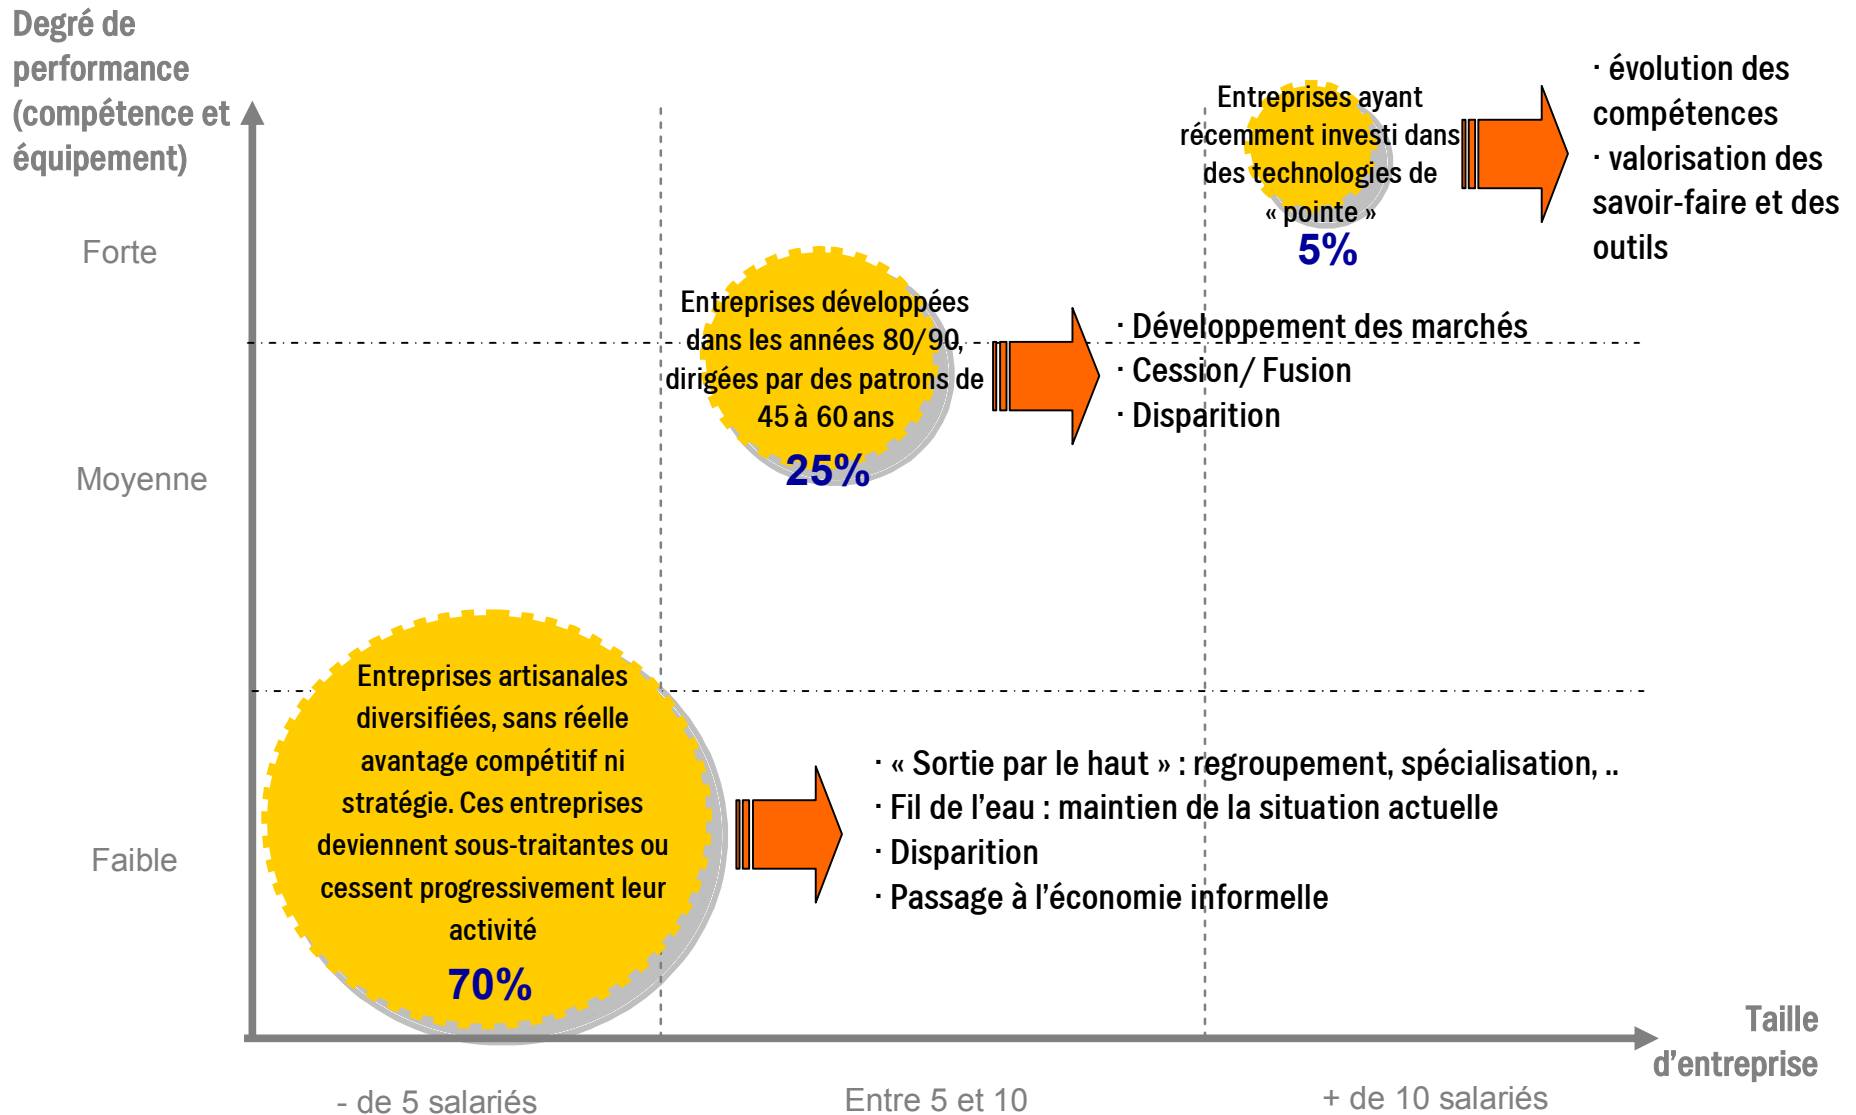 Degré de
performance
(compétence et
équipement)
Forte
Moyenne
Faible
Entreprises ayant
récemment investi dans
des technologies de
« pointe »
5%
· évolution des
compétences
· valorisation des
savoir-faire et des
outils
Entreprises développées
dans les années 80/90,
dirigées par des patrons de
45 à 60 ans
25%
· Développement des marchés
· Cession/ Fusion
· Disparition
Entreprises artisanales
diversifiées, sans réelle
avantage compétitif ni
stratégie. Ces entreprises
deviennent sous-traitantes ou
cessent progressivement leur
activité
70%
· « Sortie par le haut » : regroupement, spécialisation, ..
· Fil de l’eau : maintien de la situation actuelle
· Disparition
· Passage à l’économie informelle
Taille
d’entreprise
- de 5 salariés
Entre 5 et 10
+ de 10 salariés